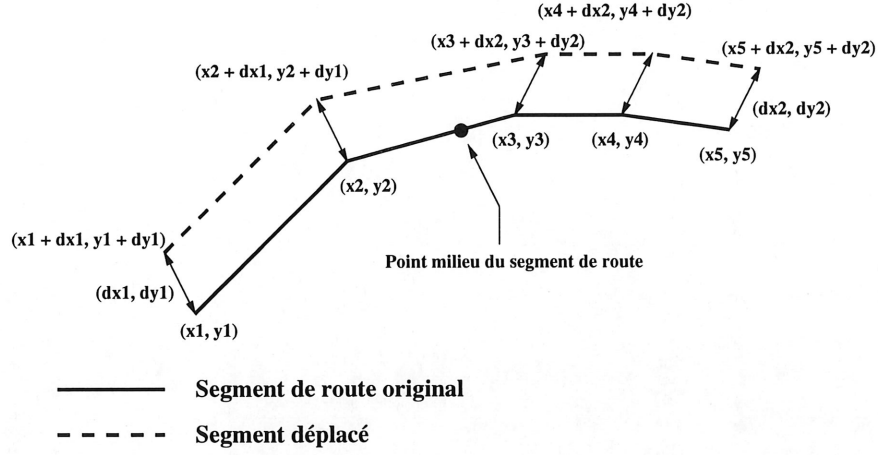 (x4 + dx2, y4 + dy2)
(x3 + dx2, y3 + dy2)
(x5 + dx2, y5 + dy2)
(x2 + dx1, y2 + dy1)
(dx2, dy2)
(x3, y3)
(x4, y4)
(x5, y5)
(x2, y2)
(x1 + dx1, y1 + dy1)
Point milieu du segment de route
(dx1, dy1)
(x1, y1)
Segment de route original
Segment déplacé